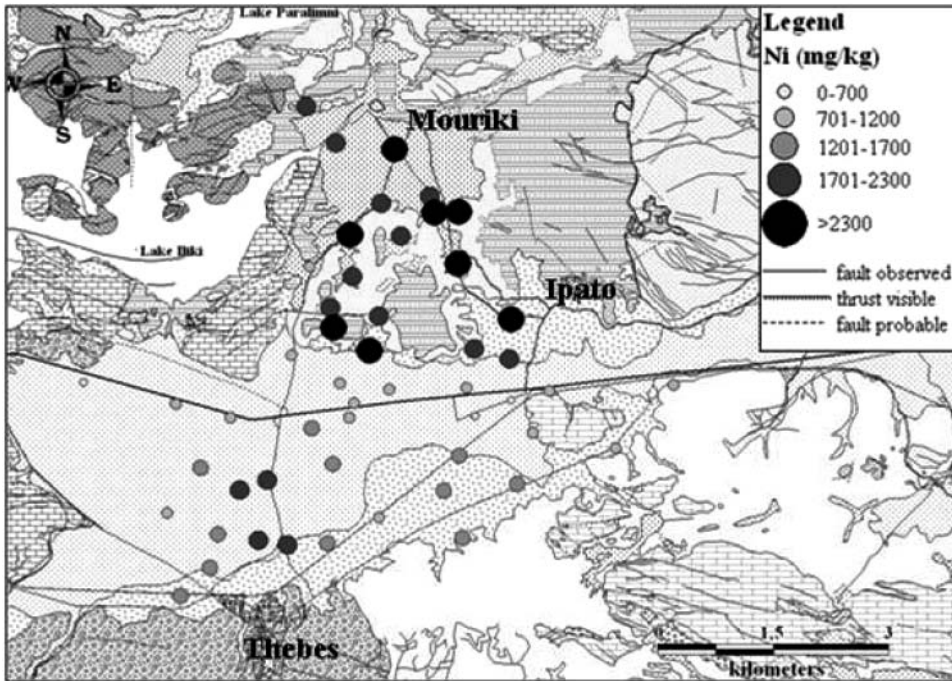 Lake Paralimni
N
W E
S
Mouriki
Lake Iliki
Ipato
Thebes
Legend
Ni (mg/kg)
0-700
701-1200
1201-1700
1701-2300
>2300
fault observed
thrust visible
fault probable
0 1,5 3
kilometers